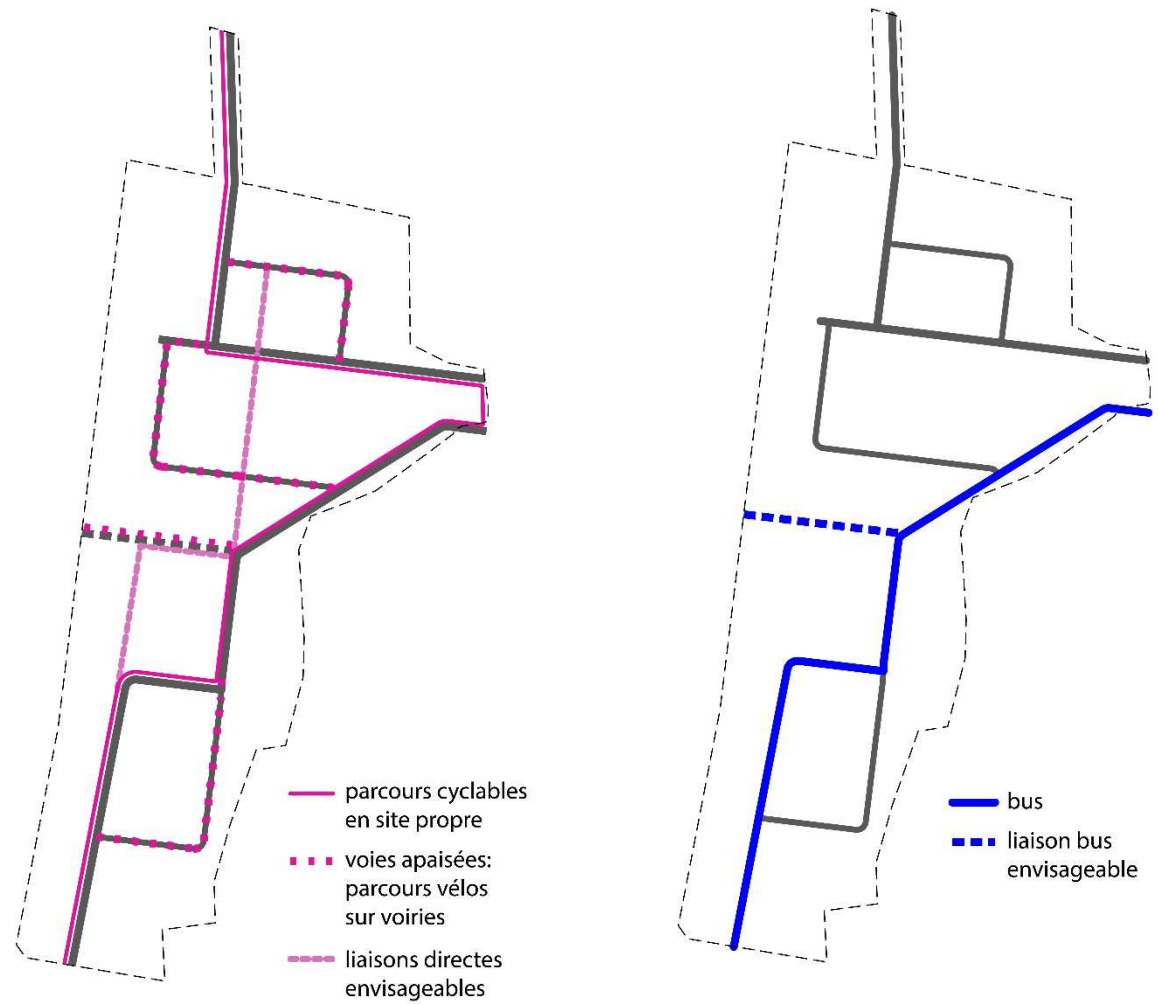 parcours cyclables
en site propre
voies apaisées:
parcours vélos
sur voiries
liaisons directes
envisageables
bus
liaison bus
envisageable